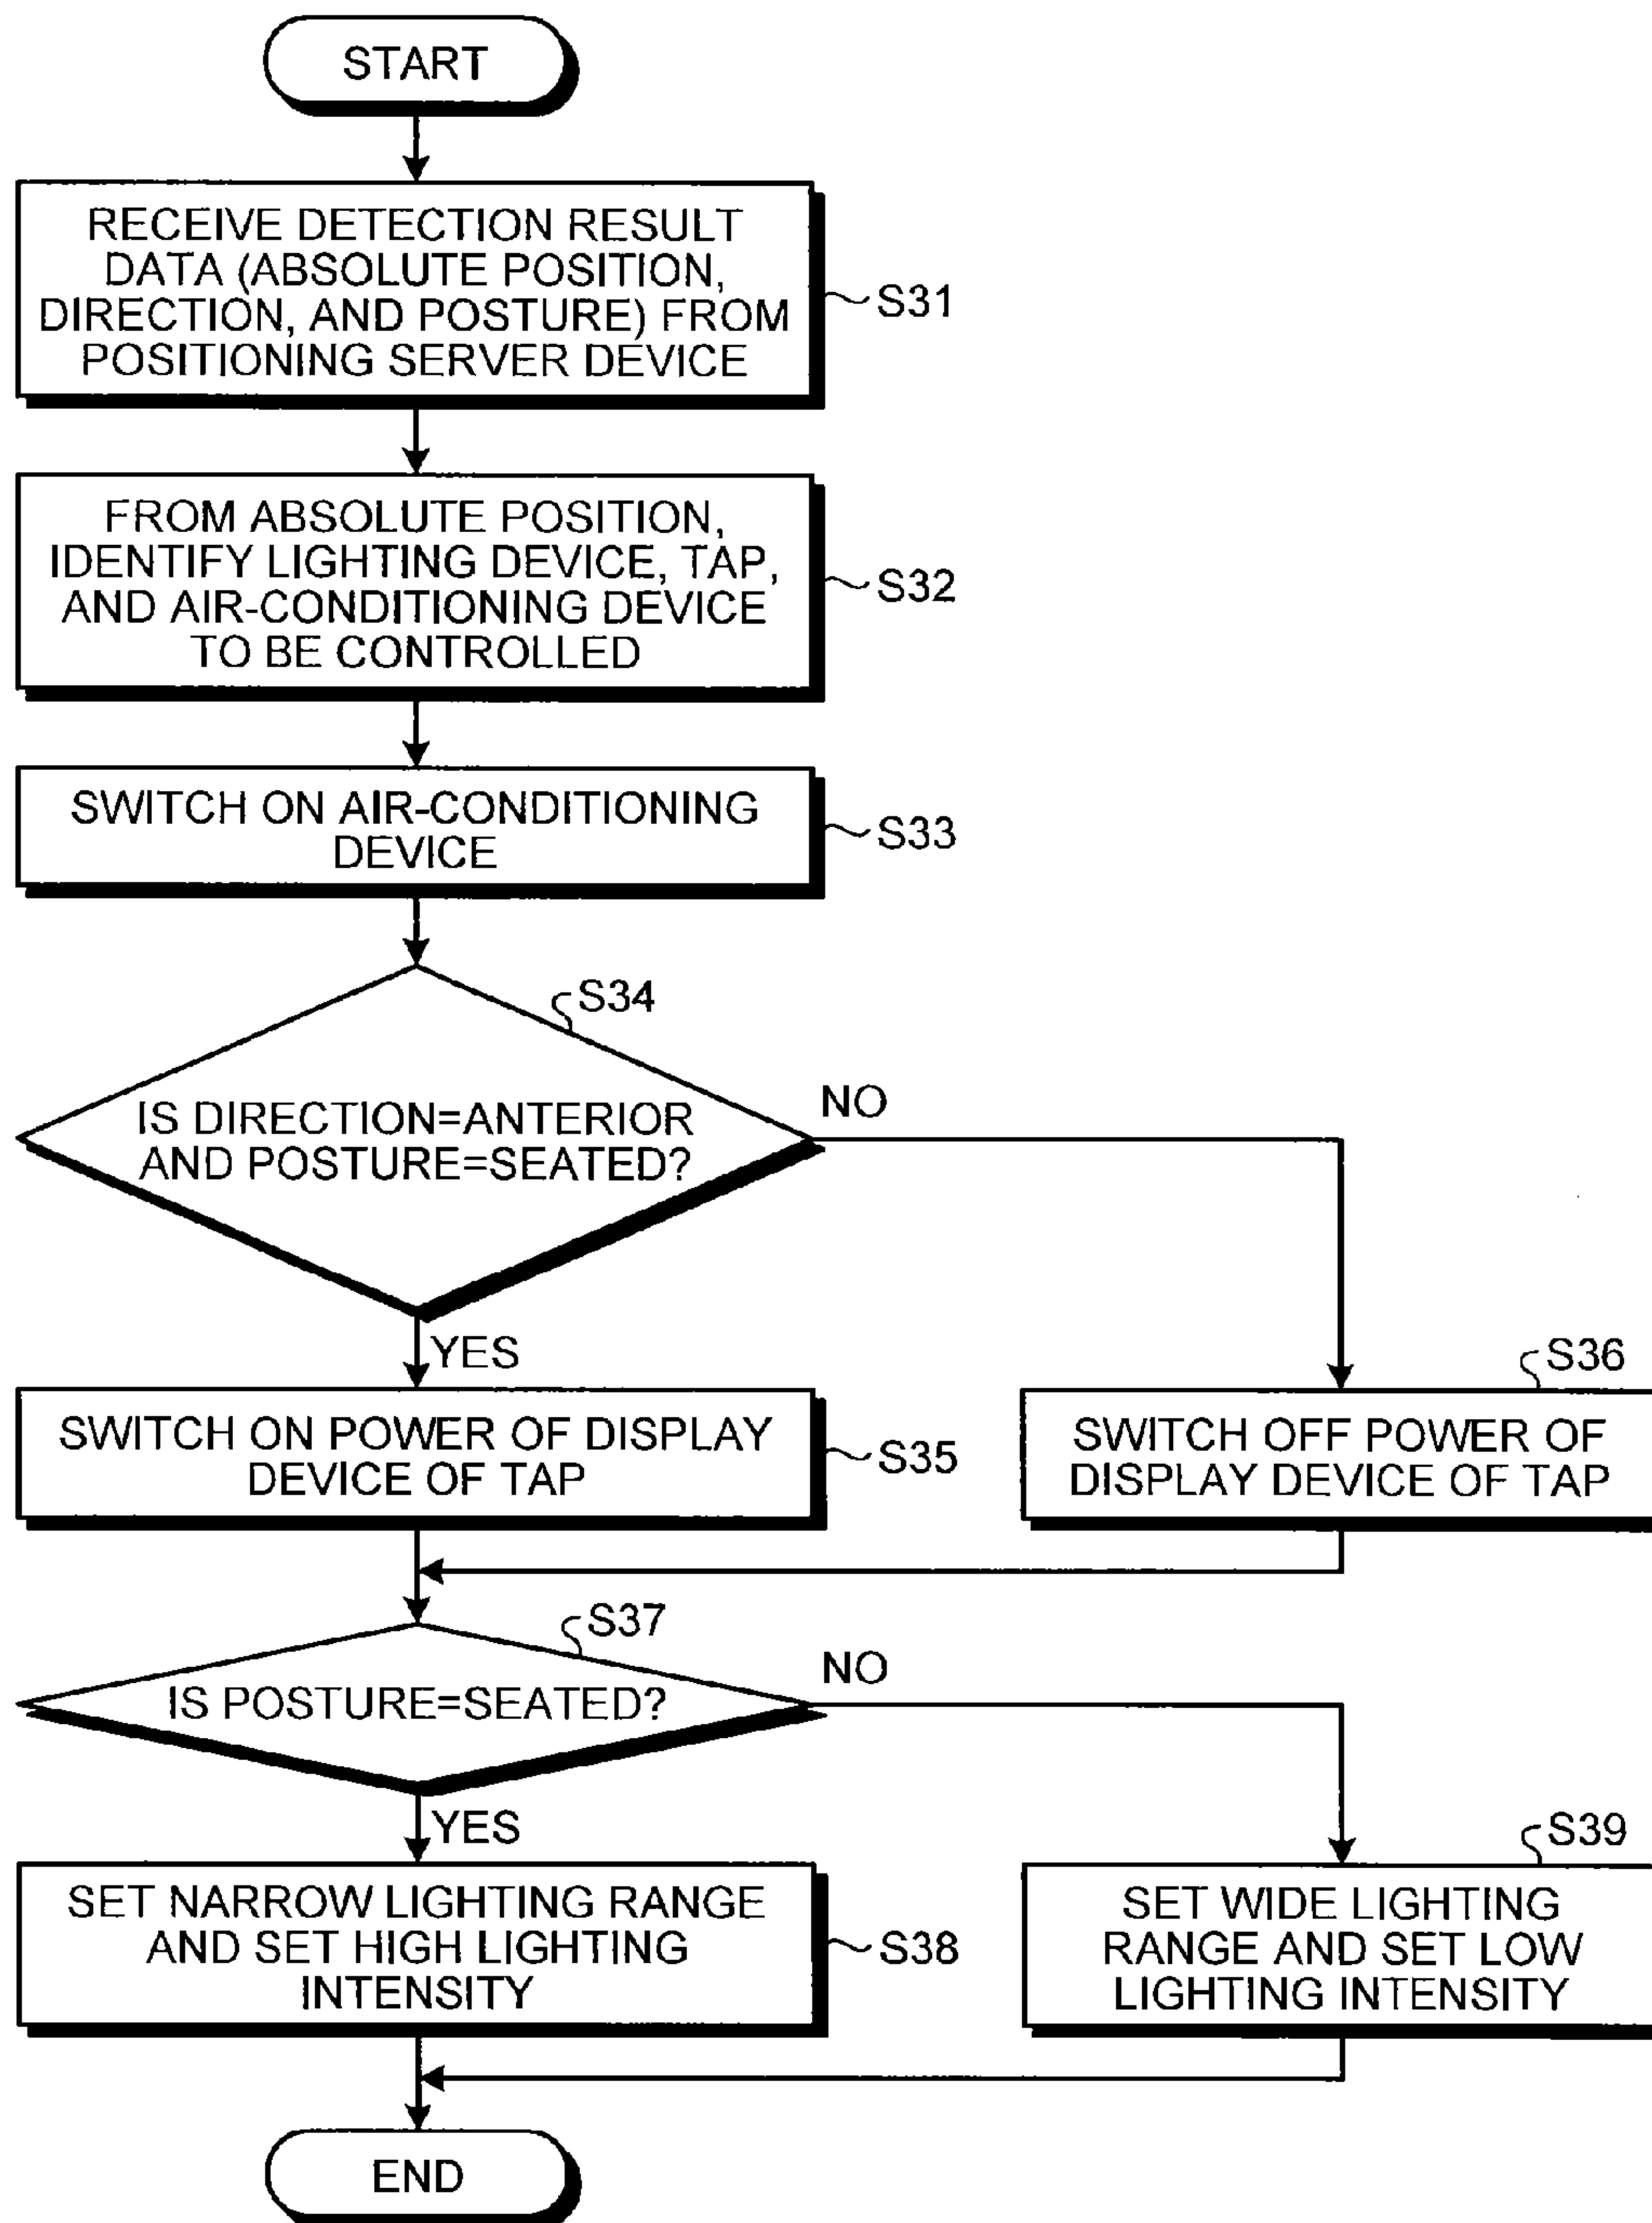 START
RECEIVE DETECTION RESULT
DATA (ABSOLUTE POSITION,
DIRECTION, AND POSTURE) FROM
POSITIONING SERVER DEVICE
S31
FROM ABSOLUTE POSITION,
IDENTIFY LIGHTING DEVICE, TAP,
AND AIR-CONDITIONING DEVICE
TO BE CONTROLLED
S32
SWITCH ON AIR-CONDITIONING
DEVICE
S33
S34
IS DIRECTION=ANTERIOR
AND POSTURE=SEATED?
NO
YES
SWITCH ON POWER OF DISPLAY
DEVICE OF TAP
S35
S36
SWITCH OFF POWER OF
DISPLAY DEVICE OF TAP
S37
IS POSTURE=SEATED?
NO
YES
SET NARROW LIGHTING RANGE
AND SET HIGH LIGHTING
INTENSITY
S38
S39
SET WIDE LIGHTING
RANGE AND SET LOW
LIGHTING INTENSITY
END